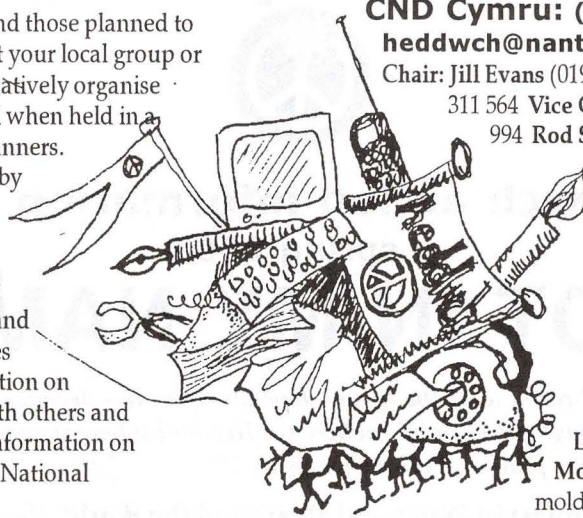 nd those planned to
t your local group or
atively organise
l when held in a
nners.
by
nd
es
tion on
th others and
nformation on
National
CND Cymru: (
heddwch@nant
Chair: Jill Evans (019
311 564 Vice C
994 Rod S
heddwch
L
Mo
mold